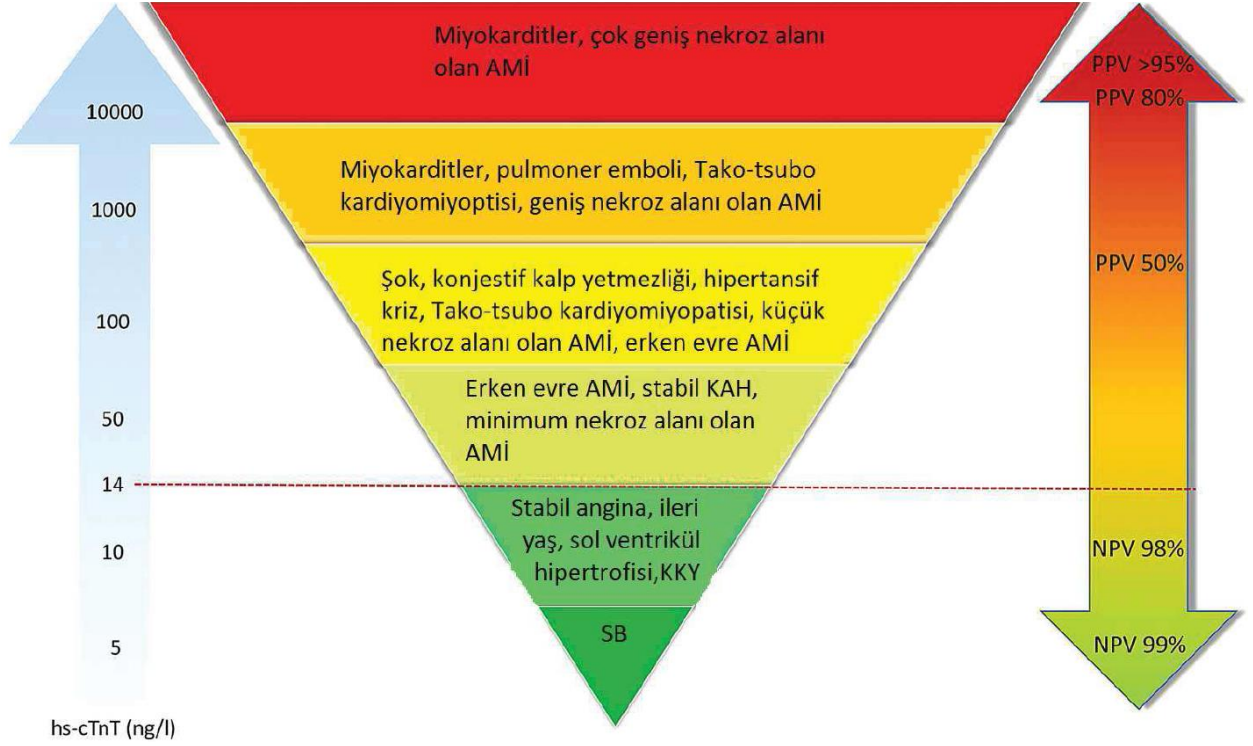 10000
1000
100
50
14
10
5
hs-cTnT (ng/l)
Miyokarditler, çok geniş nekroz alanı
olan AMİ
Miyokarditler, pulmoner emboli, Tako-tsubo
kardiyomiyoptisi, geniş nekroz alanı olan AMİ
Şok, konjestif kalp yetmezliği, hipertansif
kriz, Tako-tsubo kardiyomiyopatisi, küçük
nekroz alanı olan AMİ, erken evre AMİ
Erken evre AMİ, stabil KAH,
minimum nekroz alanı olan
AMİ
Stabil angina, ileri
yaş, sol ventrikül
hipertrofisi,KKY
SB
PPV >95%
PPV 80%
PPV 50%
NPV 98%
NPV 99%